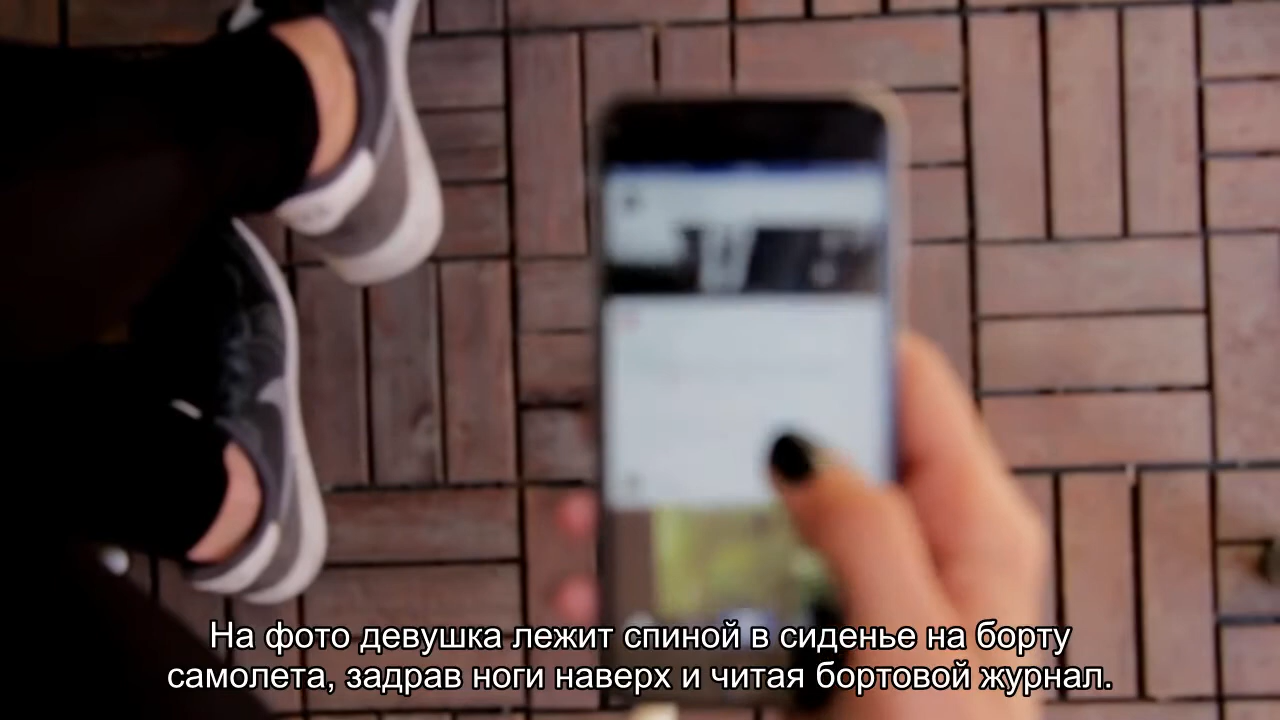 На фото девушка лежит спиной в сиденье на борту
самолета, задрав ноги наверх и читая бортовой журнал.